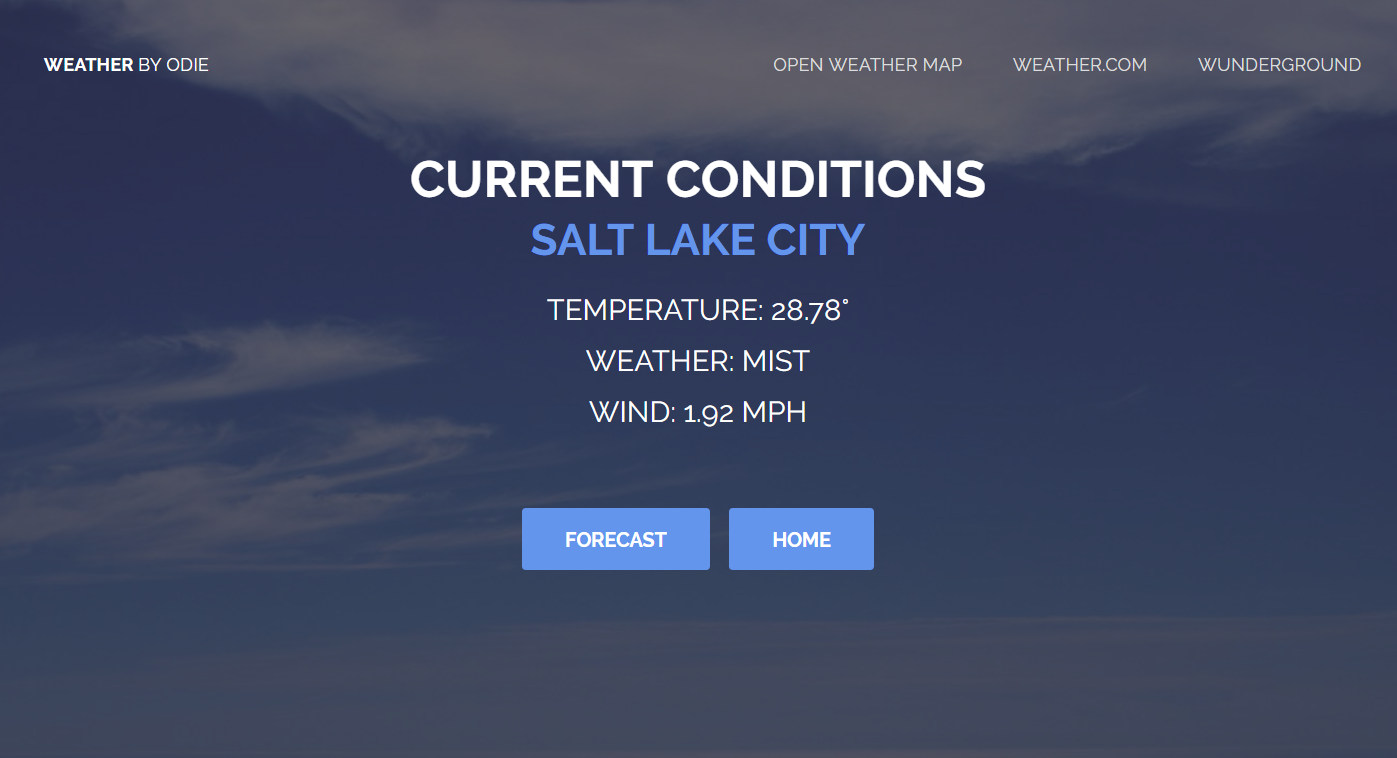 WEATHER BY ODIE
OPEN WEATHER MAP
WEATHER.COM
WUNDERGROUND
CURRENT CONDITIONS
SALT LAKE CITY
TEMPERATURE: 28.78°
WEATHER: MIST
WIND: 1.92 MPH
FORECAST
HOME